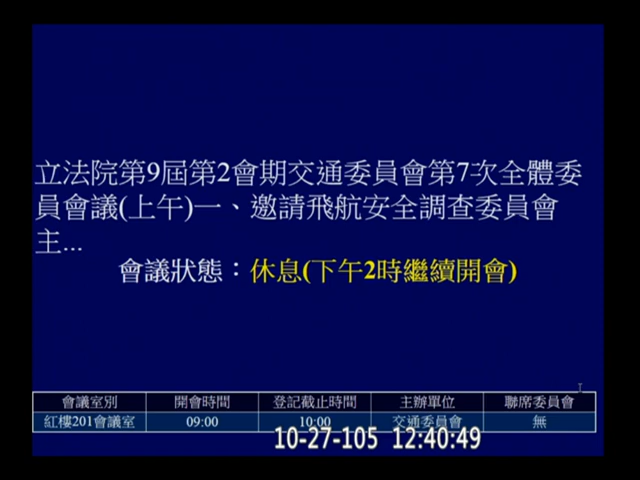 立法院第9屆第2會期交通委員會第7次全體委
員會議(上午)一、邀請飛航安全調查委員會
主...
會議狀態：休息(下午2時繼續開會)
會議室別 開會時間 登記截止時間 主辦單位 聯席委員會
紅樓201會議室 09:00 10:00 交通委員會 無
10-27-105 12:40:49